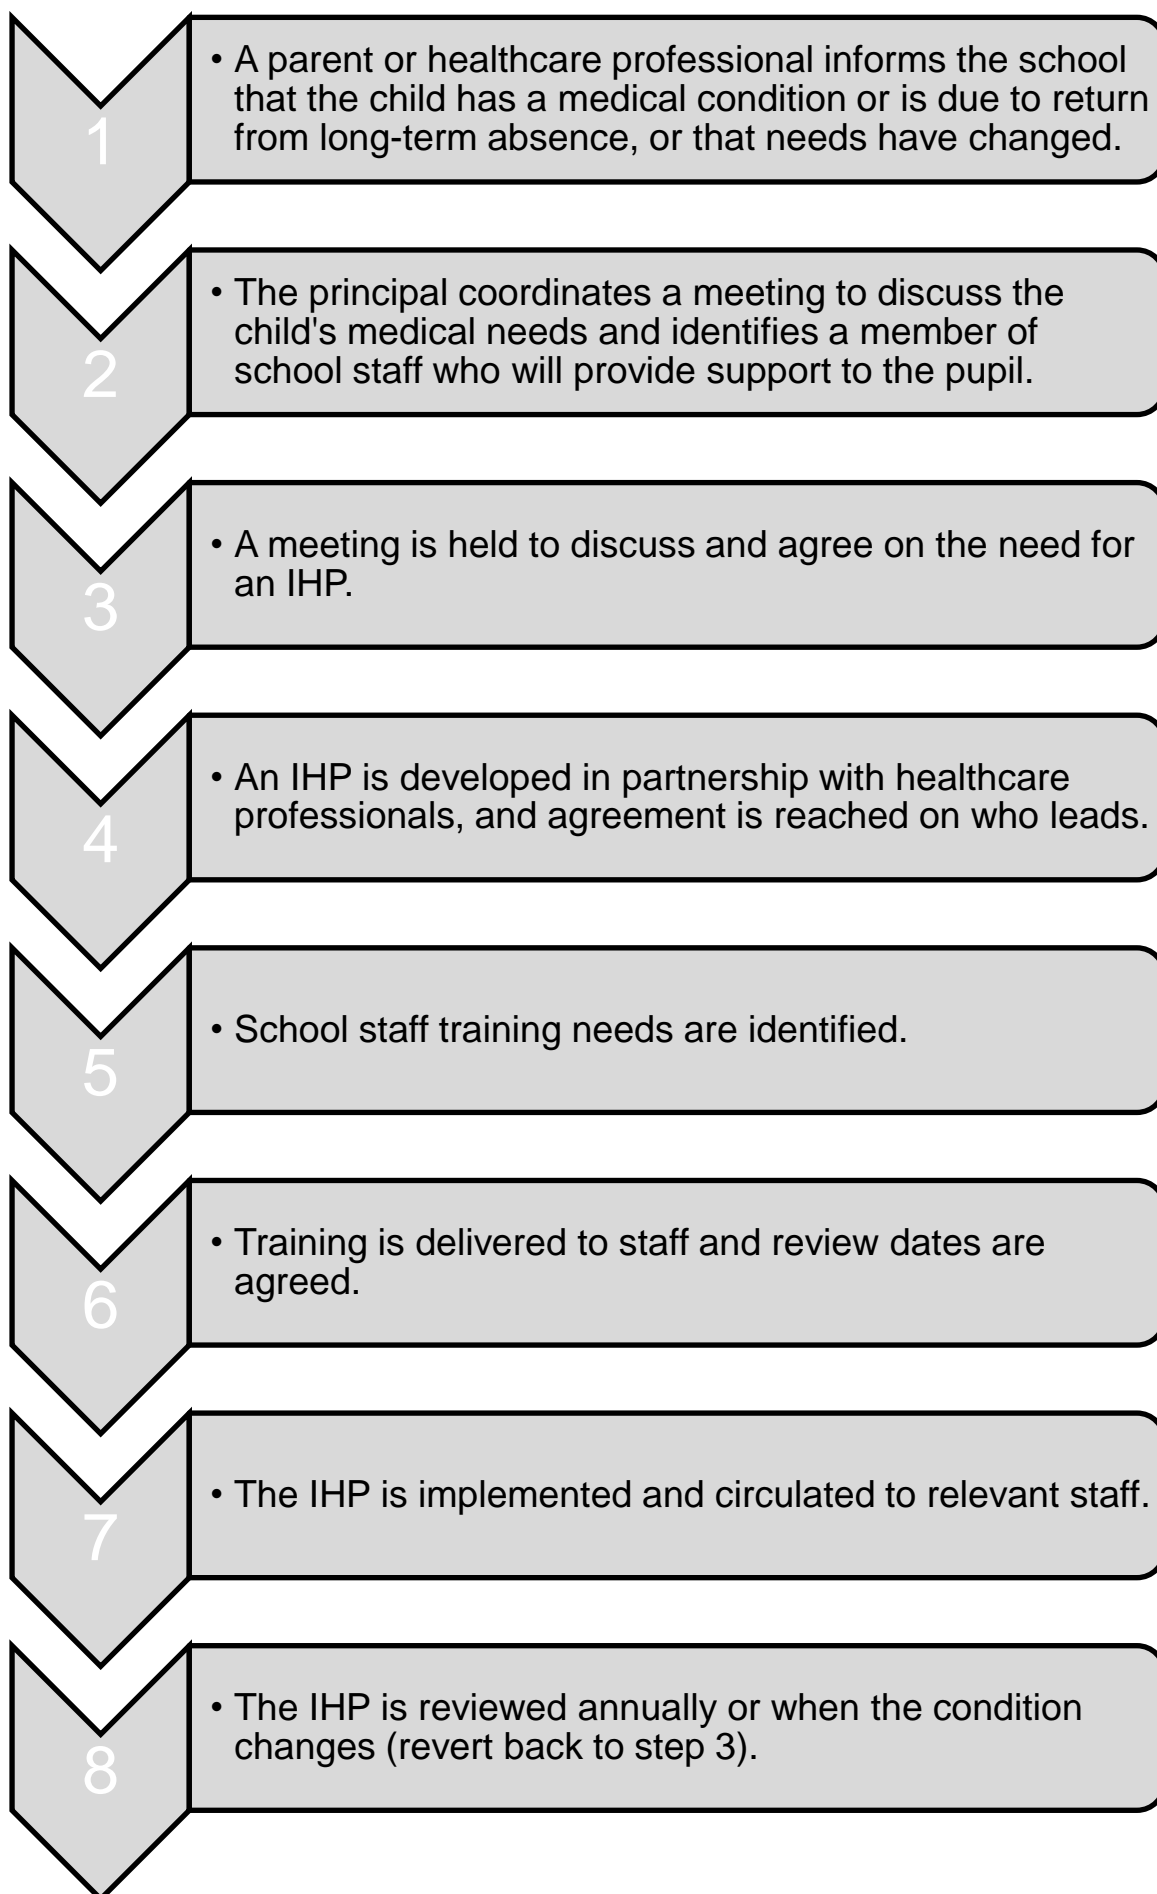 1
• A parent or healthcare professional informs the school
that the child has a medical condition or is due to return
from long-term absence, or that needs have changed.
2
• The principal coordinates a meeting to discuss the
child's medical needs and identifies a member of
school staff who will provide support to the pupil.
3
• A meeting is held to discuss and agree on the need for
an IHP.
4
• An IHP is developed in partnership with healthcare
professionals, and agreement is reached on who leads.
5
• School staff training needs are identified.
6
• Training is delivered to staff and review dates are
agreed.
7
• The IHP is implemented and circulated to relevant staff.
8
• The IHP is reviewed annually or when the condition
changes (revert back to step 3).